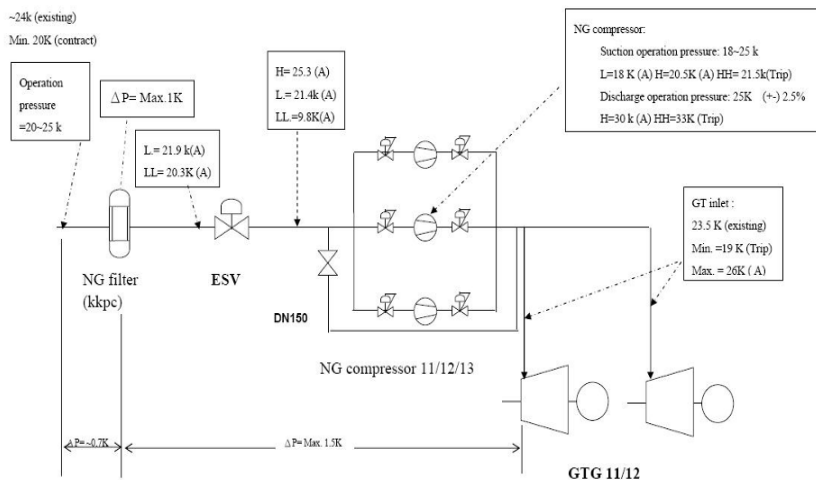 ~24k (existing)
Min. 20K (contract)
Operation
pressure
=20~25 k
ΔP= Max.1K
L.= 21.9 k(A)
LL= 20.3K (A)
H= 25.3 (A)
L.= 21.4k (A)
LL.=9.8K(A)
NG compressor:
Suction operation pressure: 18~25 k
L=18 K (A) H=20.5K (A) HH= 21.5k(Trip)
Discharge operation pressure: 25K (+-) 2.5%
H=30 k (A) HH=33K (Trip)
GT inlet :
23.5 K (existing)
Min. =19 K (Trip)
Max. = 26K ( A)
NG filter
(kkpc)
ESV
DN150
NG compressor 11/12/13
ΔP= ~0.7K
ΔP= Max. 1.5K
GTG 11/12